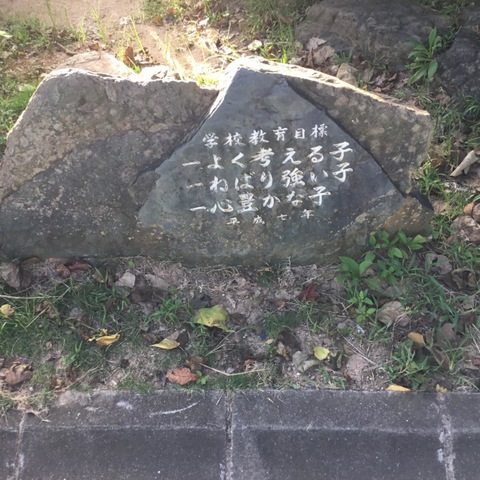 学校教育目標
一よく考える子
一ねばり強い子
一心豊かな子
平成七年